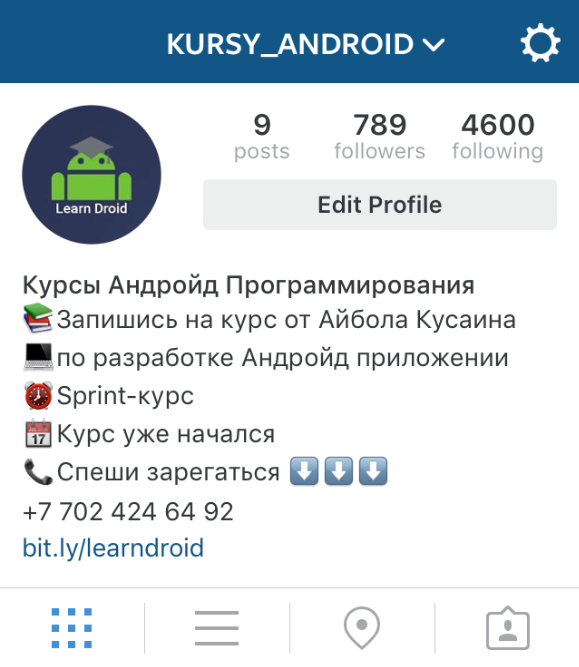 KURSY_ANDROID
9
789
4600
posts
followers
following
Edit Profile
Learn Droid
Курсы Андройд Программирования
Запишись на курс от Айбола Кусаина
по разработке Андройд приложении
Sprint-курс
17
Курс уже начался
Спеши зарегаться
+7 702 424 64 92
bit.ly/learndroid